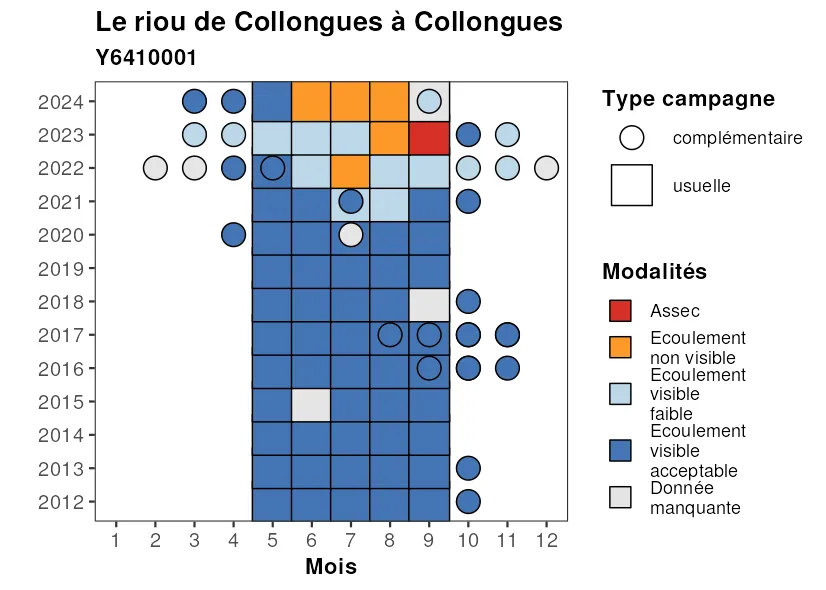 Le riou de Collongues à Collongues
Y6410001
2024
2023
2022
2021
2020
2019
2018
2017
2016
2015
2014
2013
2012
1 2 3 4 5 6 7 8 9 10 11 12
Mois
Type campagne
complémentaire
usuelle
Modalités
Assec
Ecoulement
non visible
Ecoulement
visible
faible
Ecoulement
visible
acceptable
Donnée
manquante